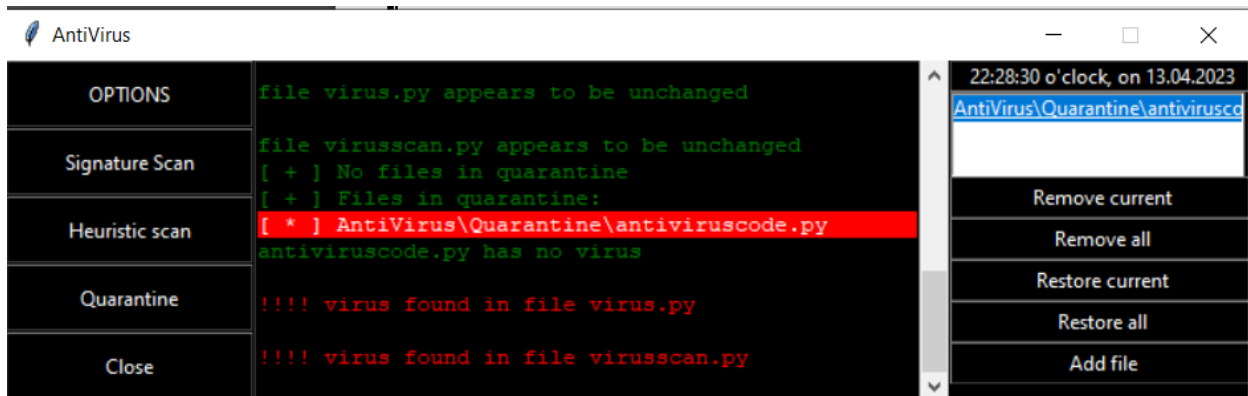 AntiVirus
OPTIONS
Signature Scan
Heuristic scan
Quarantine
Close
file virus.py appears to be unchanged
file virusscan.py appears to be unchanged
[ + ] No files in quarantine
[ + ] Files in quarantine:
[ * ] AntiVirus\Quarantine\antiviruscode.py
antiviruscode.py has no virus
!!!! virus found in file virus.py
!!!! virus found in file virusscan.py
22:28:30 o'clock, on 13.04.2023
AntiVirus\Quarantine\antivirusco
Remove current
Remove all
Restore current
Restore all
Add file